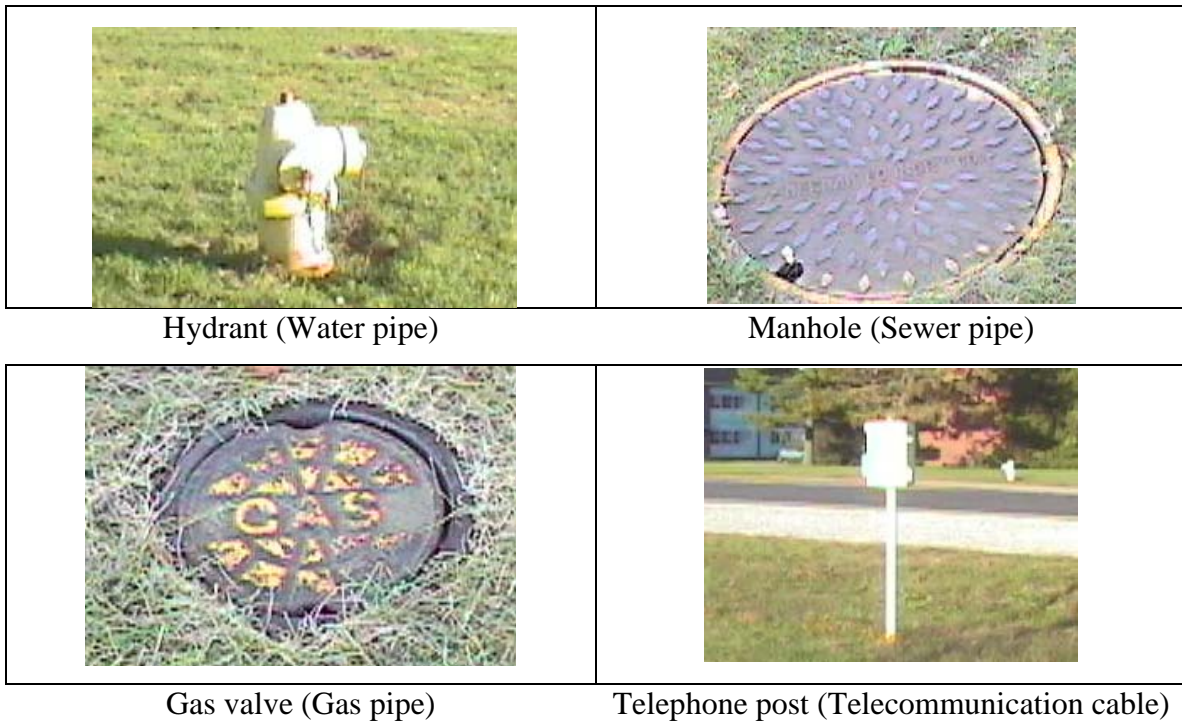 Hydrant (Water pipe)
Manhole (Sewer pipe)
GAS
Gas valve (Gas pipe)
Telephone post (Telecommunication cable)